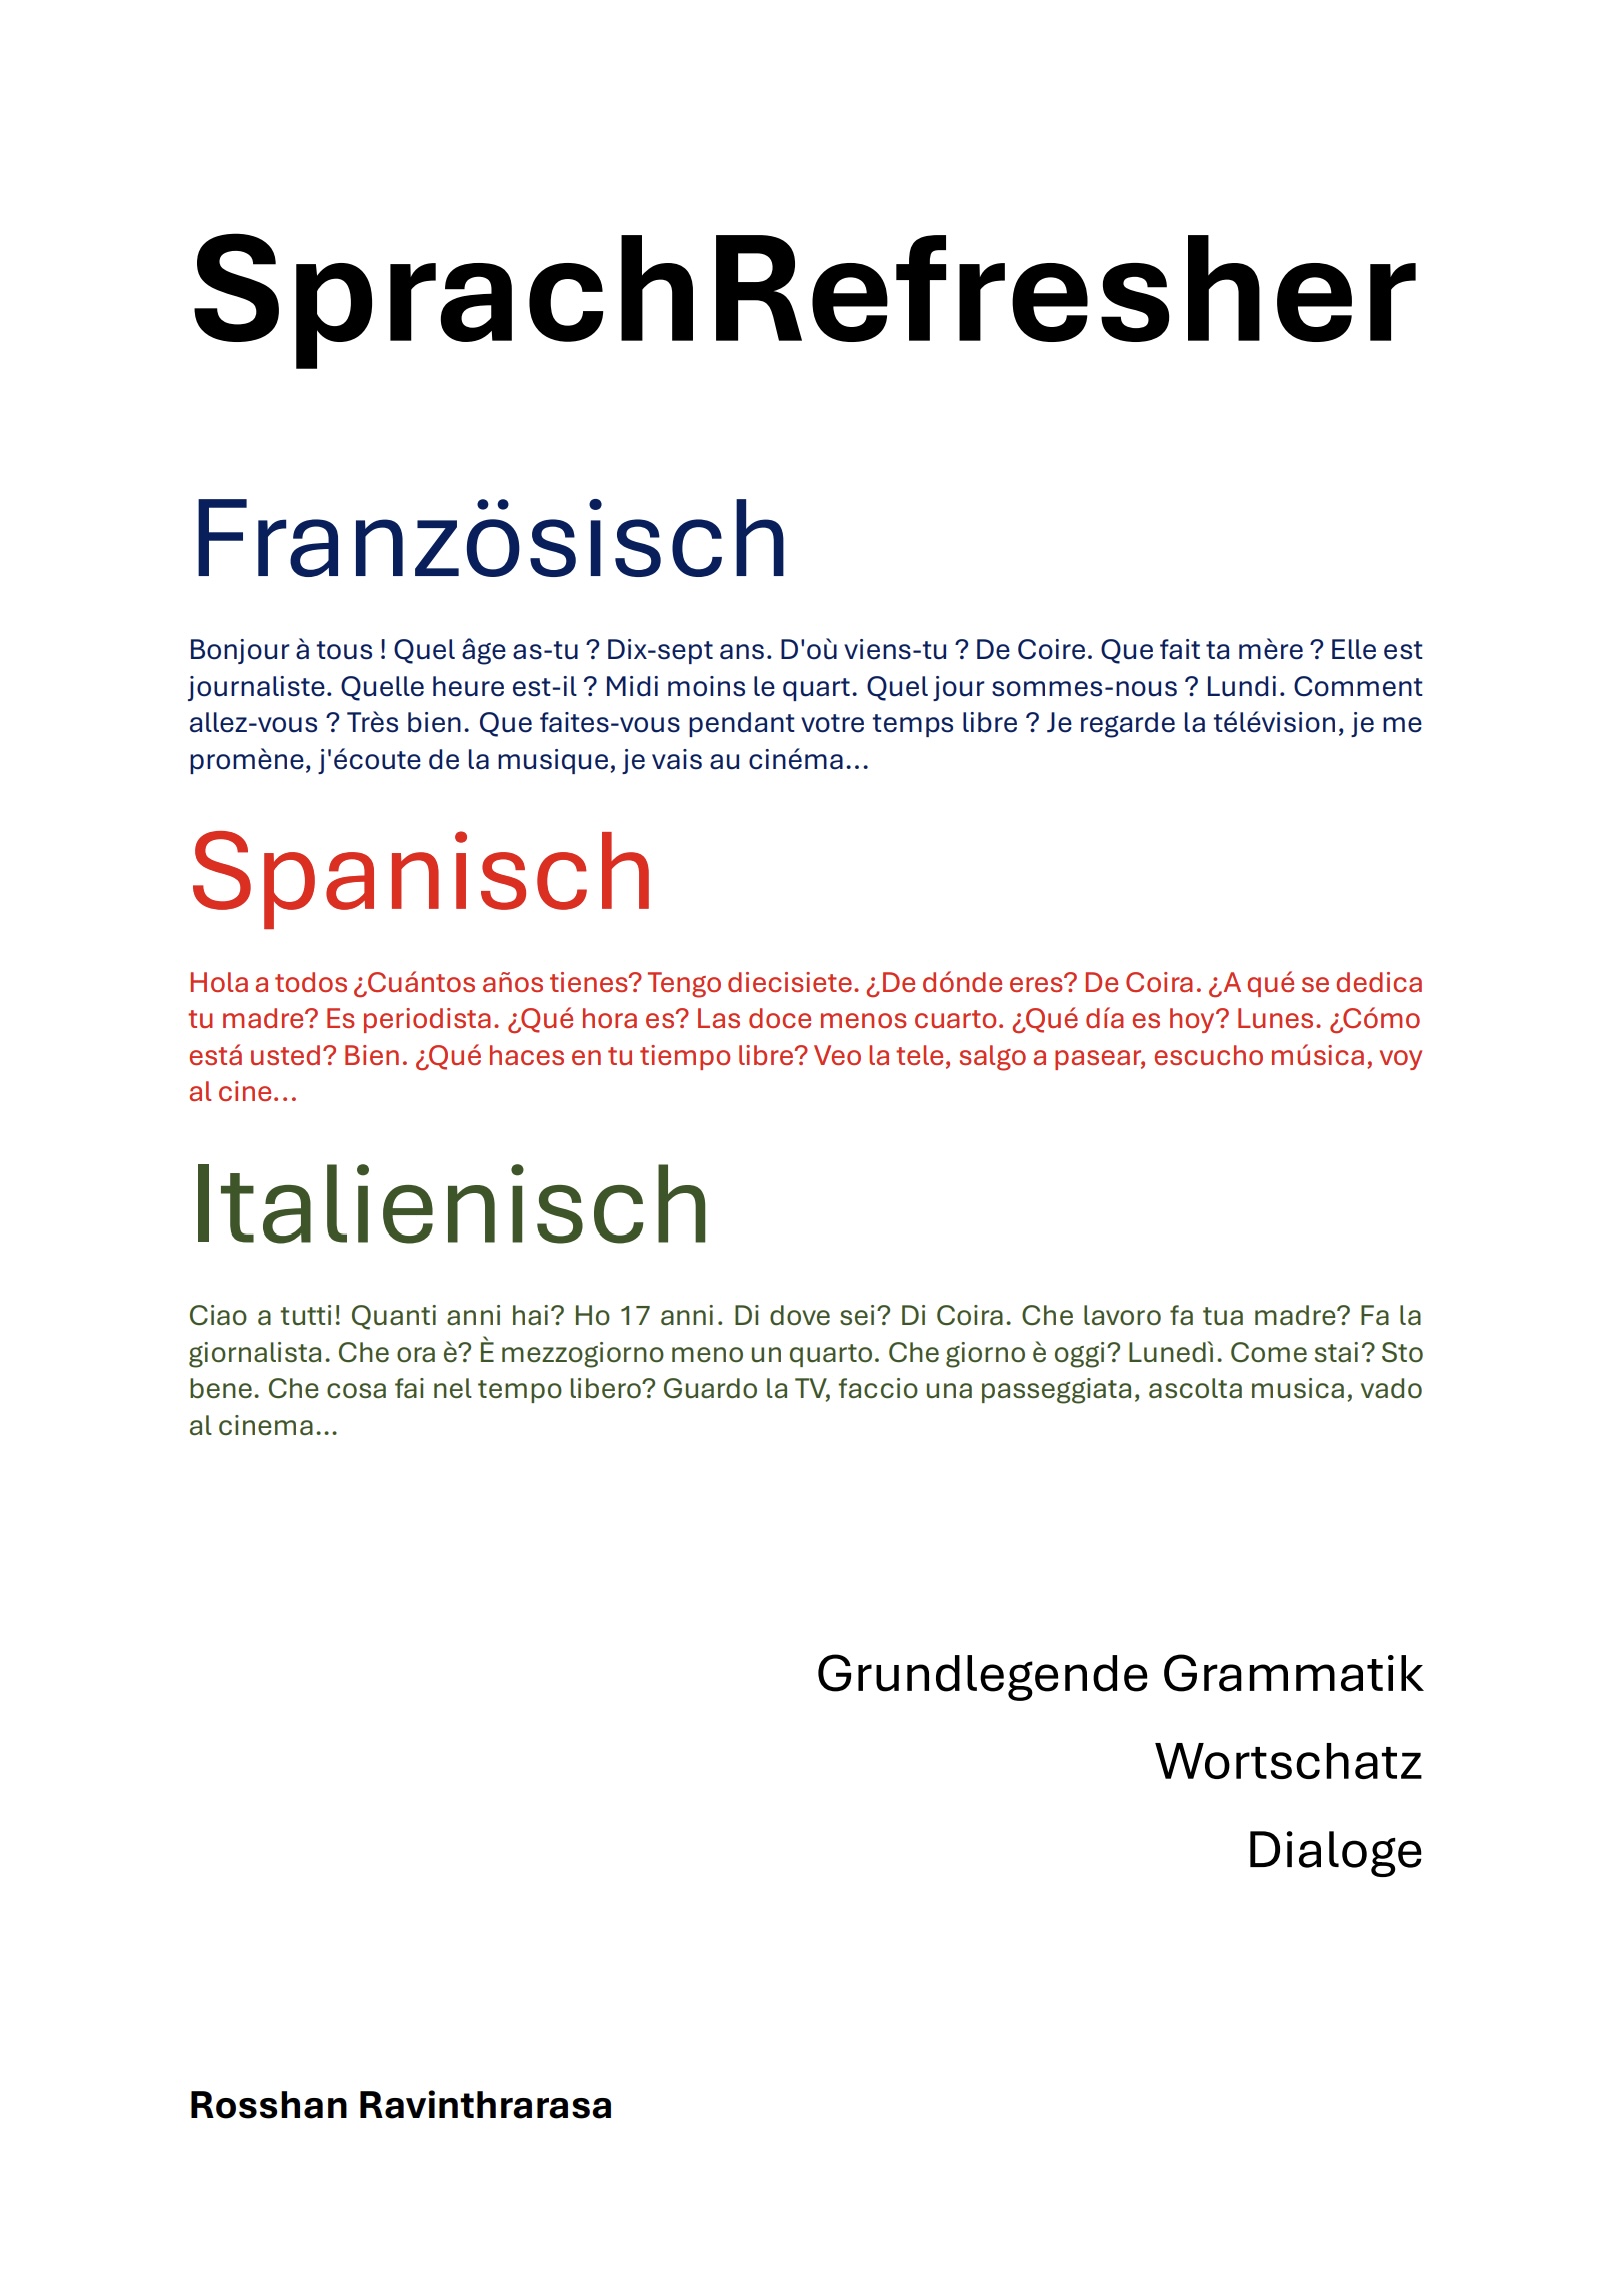 SprachRefresher
Französisch
Bonjour à tous ! Quel âge as-tu ? Dix-sept ans. D'où viens-tu ? De Coire. Que fait ta mère ? Elle est
journaliste. Quelle heure est-il ? Midi moins le quart. Quel jour sommes-nous ? Lundi. Comment
allez-vous ? Très bien. Que faites-vous pendant votre temps libre ? Je regarde la télévision, je me
promène, j'écoute de la musique, je vais au cinéma...
Spanisch
Hola a todos ¿Cuántos años tienes? Tengo diecisiete. ¿De dónde eres? De Coira. ¿A qué se dedica
tu madre? Es periodista. ¿Qué hora es? Las doce menos cuarto. ¿Qué día es hoy? Lunes. ¿Cómo
está usted? Bien. ¿Qué haces en tu tiempo libre? Veo la tele, salgo a pasear, escucho música, voy
al cine...
Italienisch
Ciao a tutti! Quanti anni hai? Ho 17 anni. Di dove sei? Di Coira. Che lavoro fa tua madre? Fa la
giornalista. Che ora è? È mezzogiorno meno un quarto. Che giorno è oggi? Lunedì. Come stai? Sto
bene. Che cosa fai nel tempo libero? Guardo la TV, faccio una passeggiata, ascolta musica, vado
al cinema...
Grundlegende Grammatik
Wortschatz
Dialoge
Rosshan Ravinthrarasa